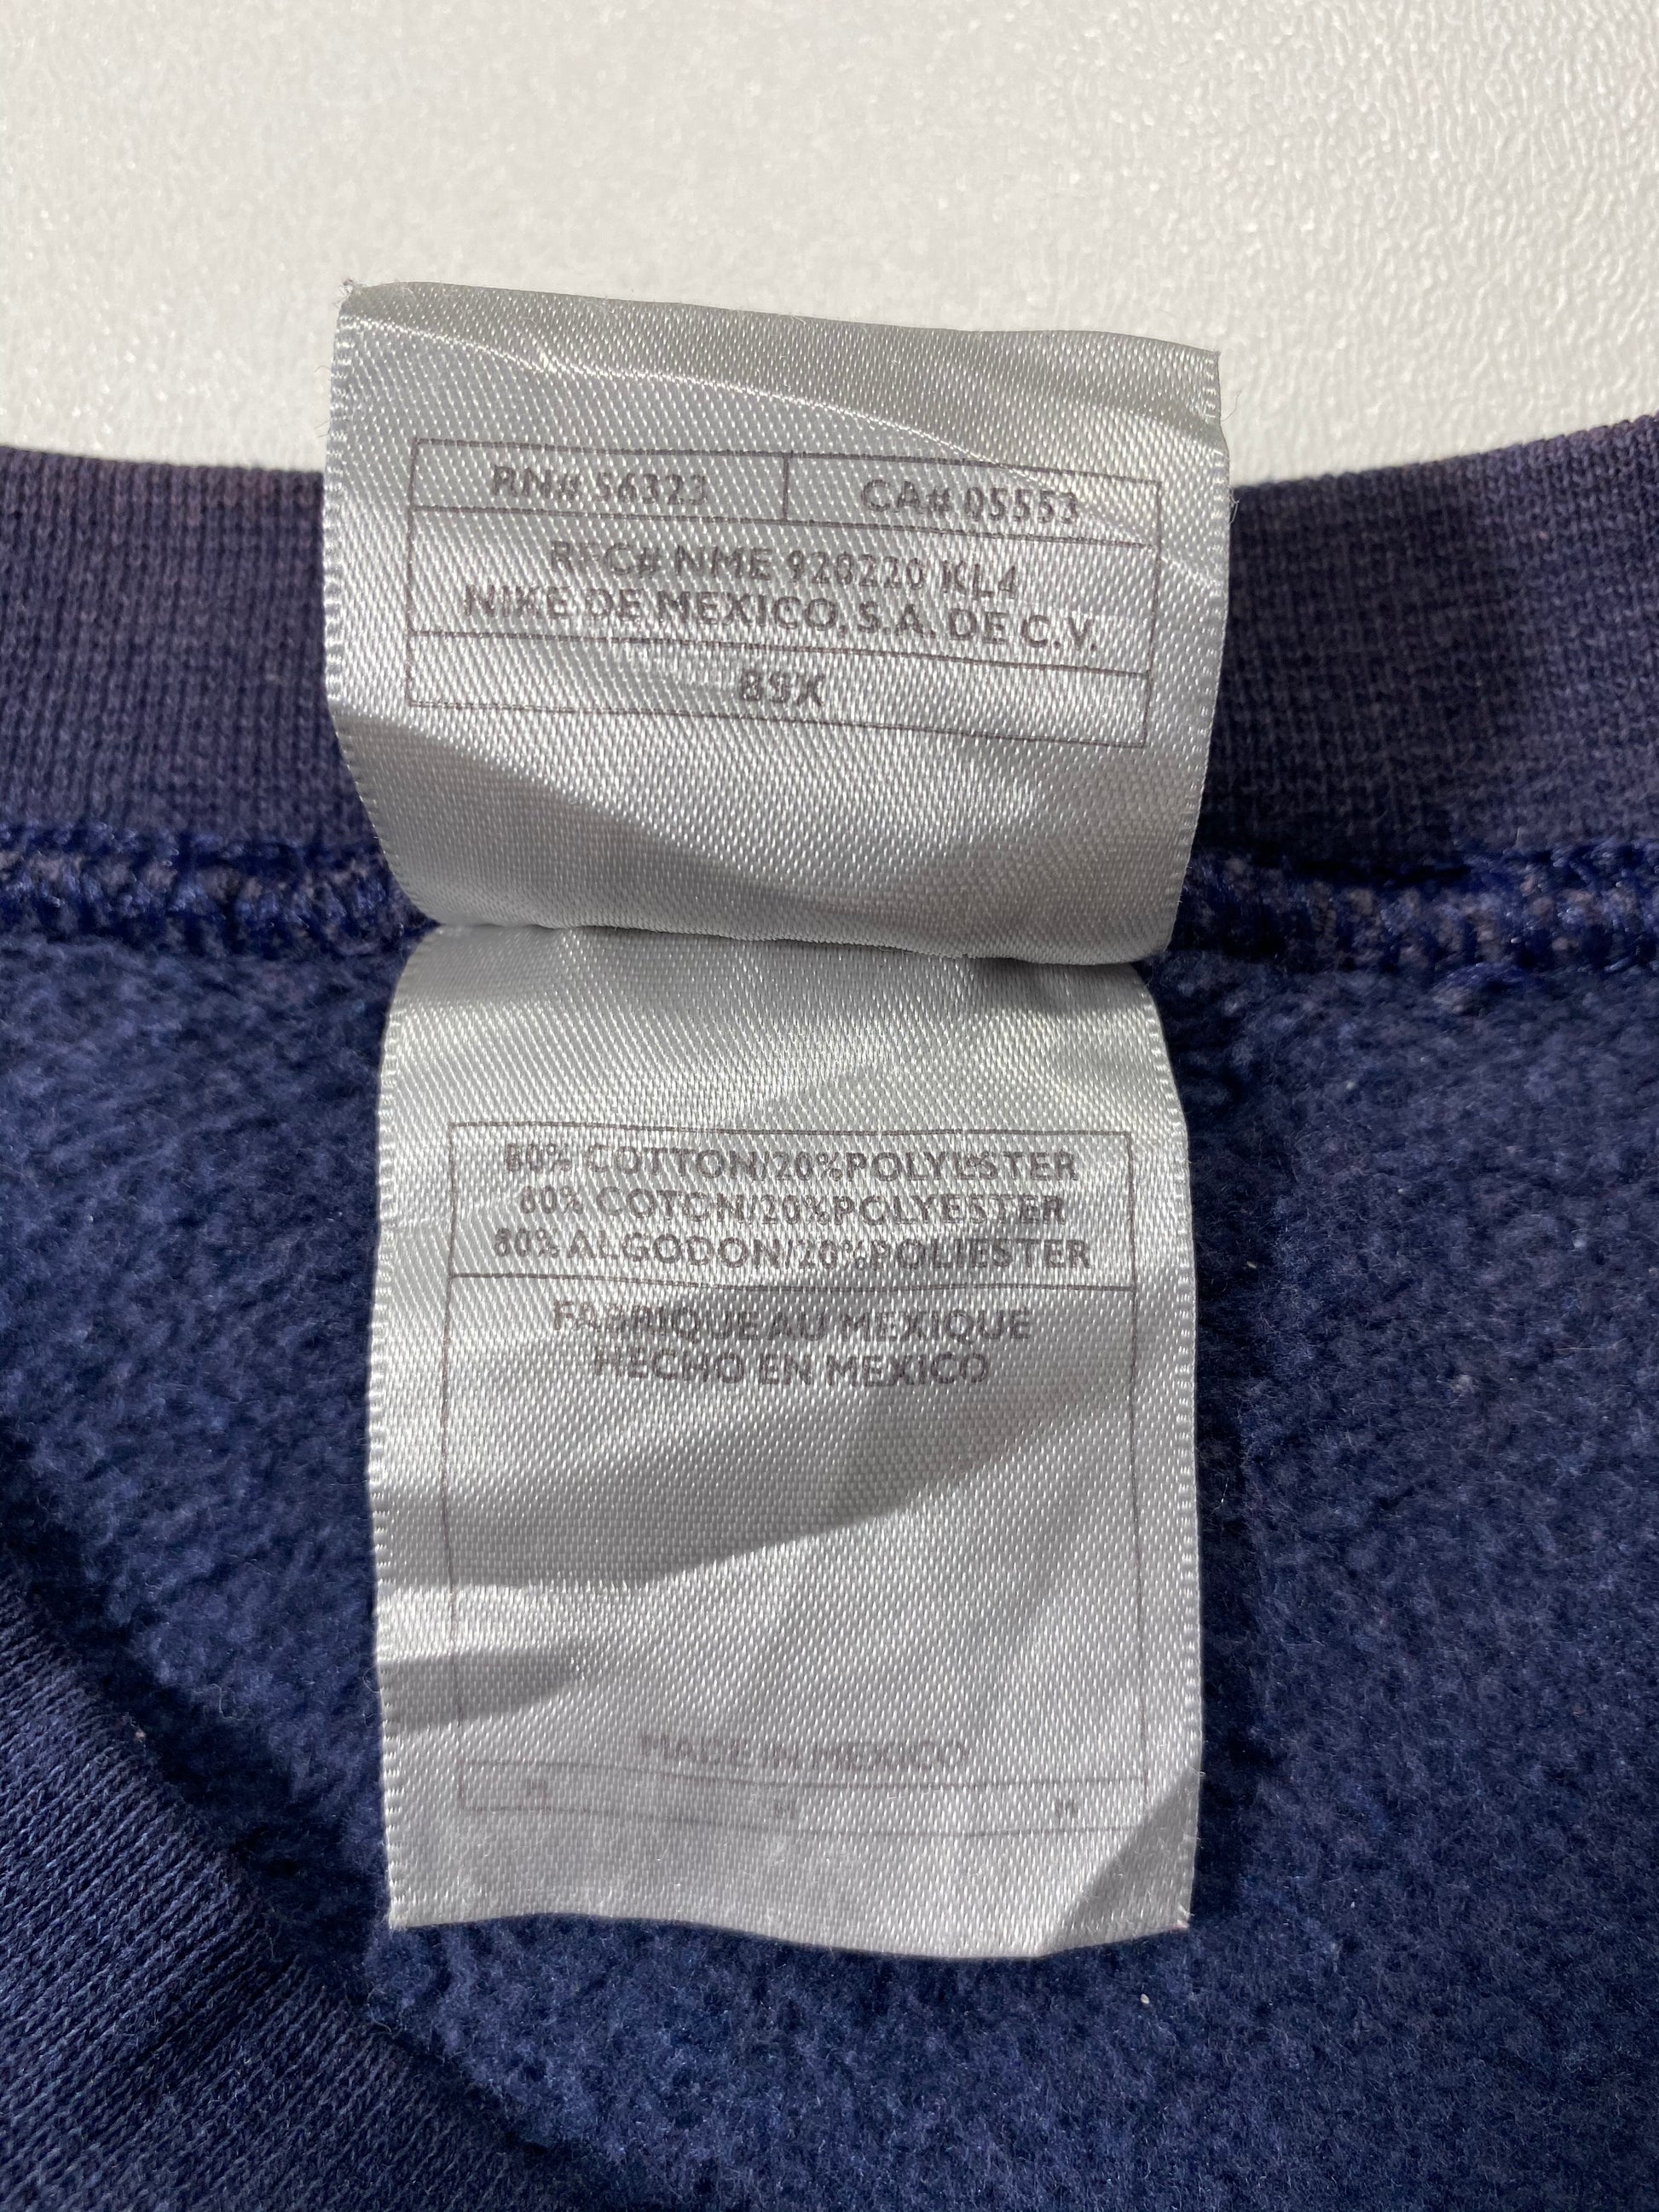 RN# 56323 CA# 05553
RFC# NME 920220 KL4
NIKE DE MEXICO, S.A. DE C.V.
BSX
80% COTTON/20%POLYESTER
80% COTON/20%POLYESTER
80% ALGODON/20%POLIESTER
FABRIQUE AU MEXIQUE
HECHO EN MEXICO
MADE IN MEXICO